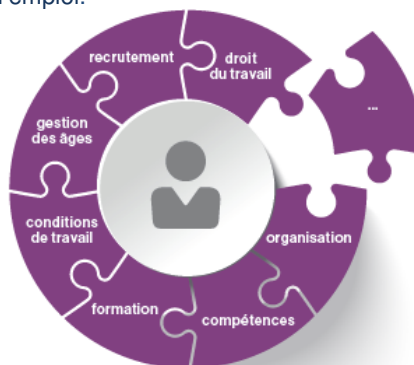 l'emploi.
recrutement
droit
du travail
...
gestion
des âges
conditions
de travail
organisation
formation
compétences